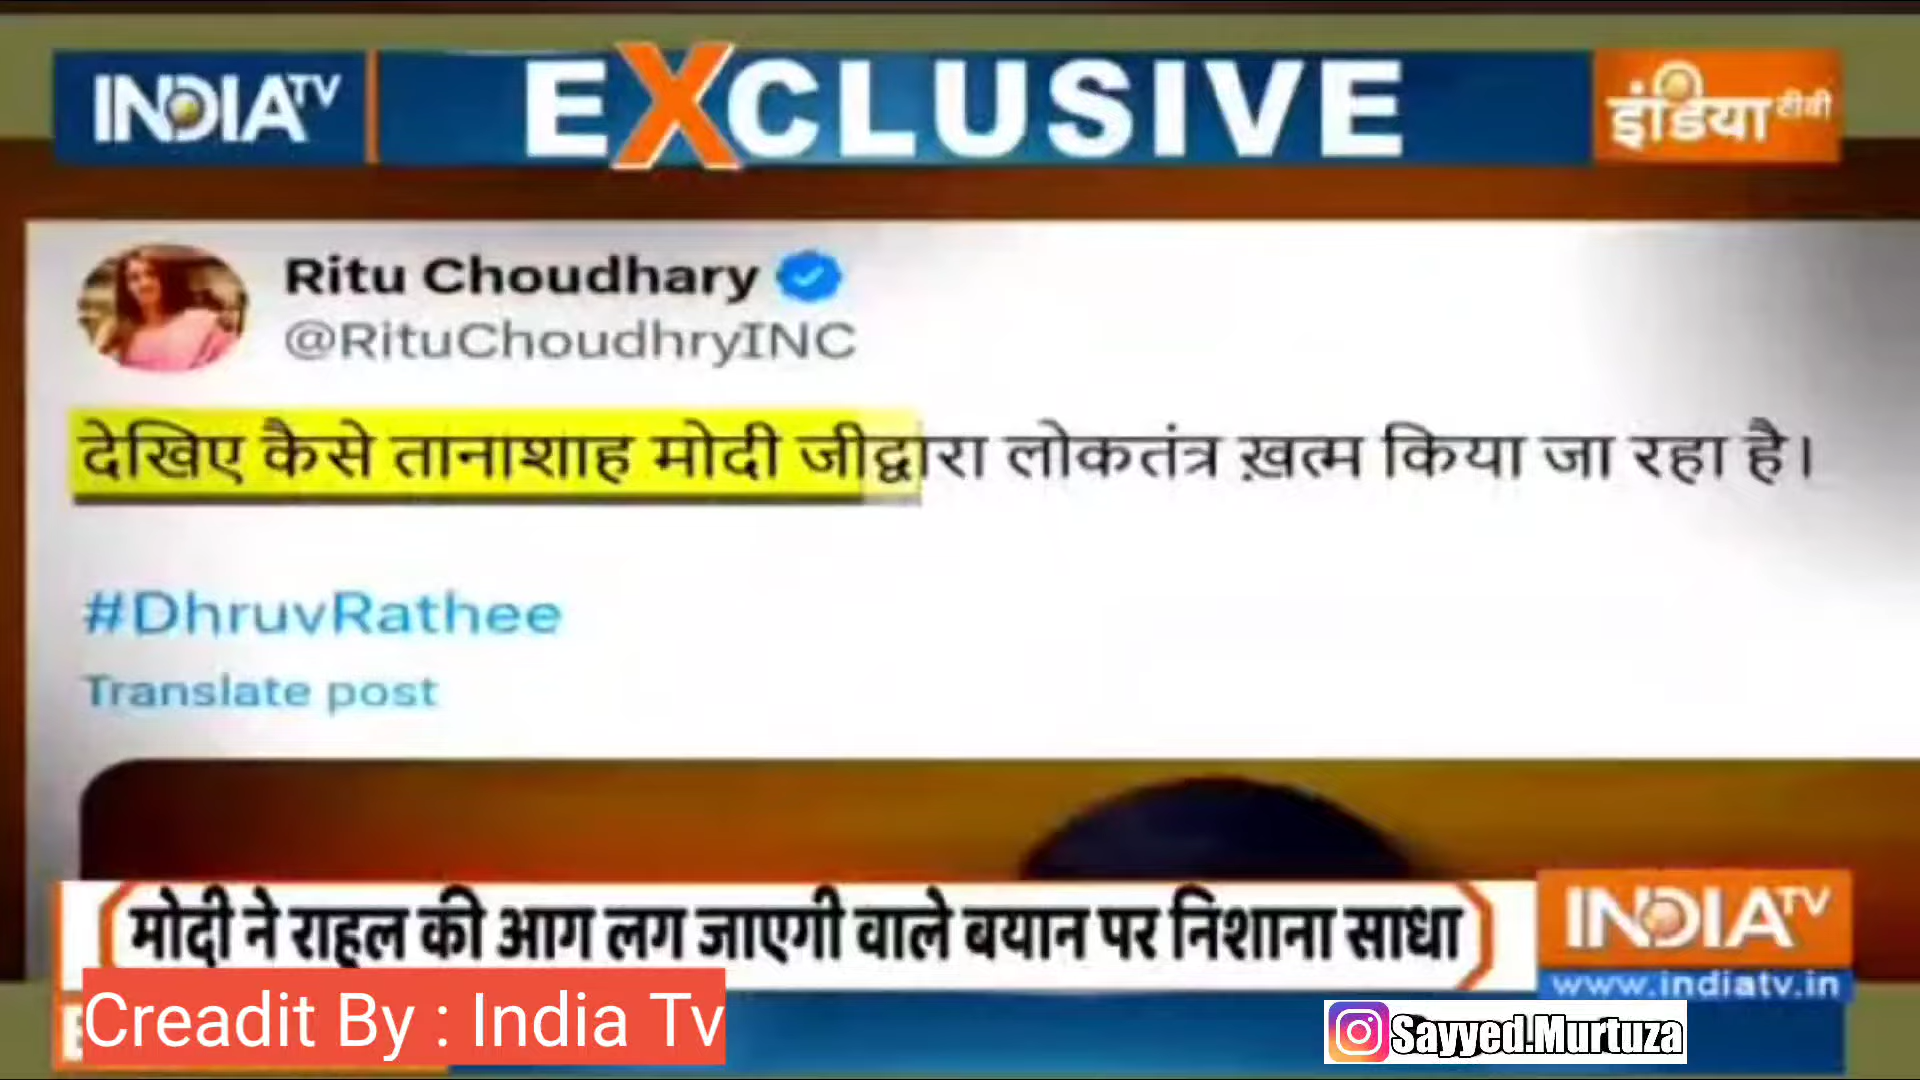 INDIA TV
EXCLUSIVE
इंडिया टीवी
Ritu Choudhary
@RituChoudhryINC
देखिए कैसे तानाशाह मोदी जीद्वारा लोकतंत्र ख़त्म किया जा रहा है।
#DhruvRathee
Translate post
मोदी ने राहुल की आग लग जाएगी वाले बयान पर निशाना साधा
INDIA TV
www.indiatv.in
Creadit By : India Tv
Sayyed.Murtuza